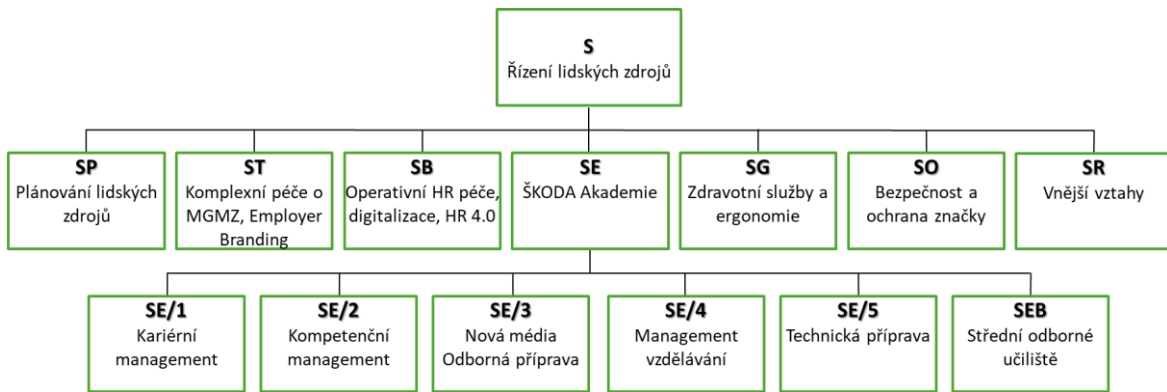 S
Řízení lidských zdrojů
SP
Plánování lidských
zdrojů
ST
Komplexní péče o
MGMZ, Employer
Branding
SB
Operativní HR péče,
digitalizace, HR 4.0
SE
ŠKODA Akademie
SG
Zdravotní služby a
ergonomie
SO
Bezpečnost a
ochrana značky
SR
Vnější vztahy
SE/1
Kariérní
management
SE/2
Kompetenční
management
SE/3
Nová média
Odborná příprava
SE/4
Management
vzdělávání
SE/5
Technická příprava
SEB
Střední odborné
učiliště